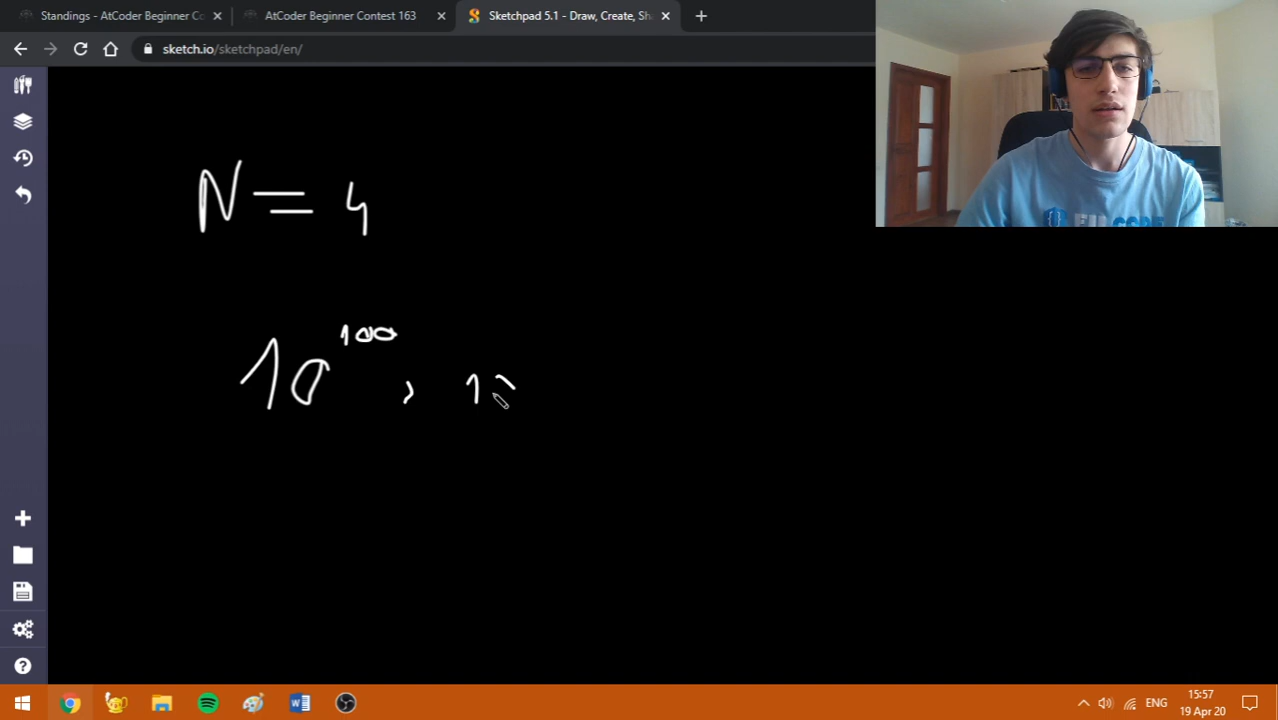 Standings - AtCoder Beginner Co
AtCoder Beginner Contest 163
Sketchpad 5.1 - Draw, Create, Sh
sketch.io/sketchpad/en/
N = 4
10^100 , 1
ENG
15:57
19 Apr 20